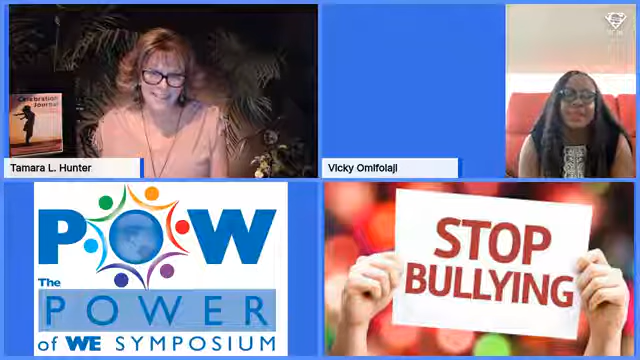 Celebration
Journal
Tamara L. Hunter
Vicky Omifolaji
POW
The
POWER
of WE SYMPOSIUM
STOP
BULLYING